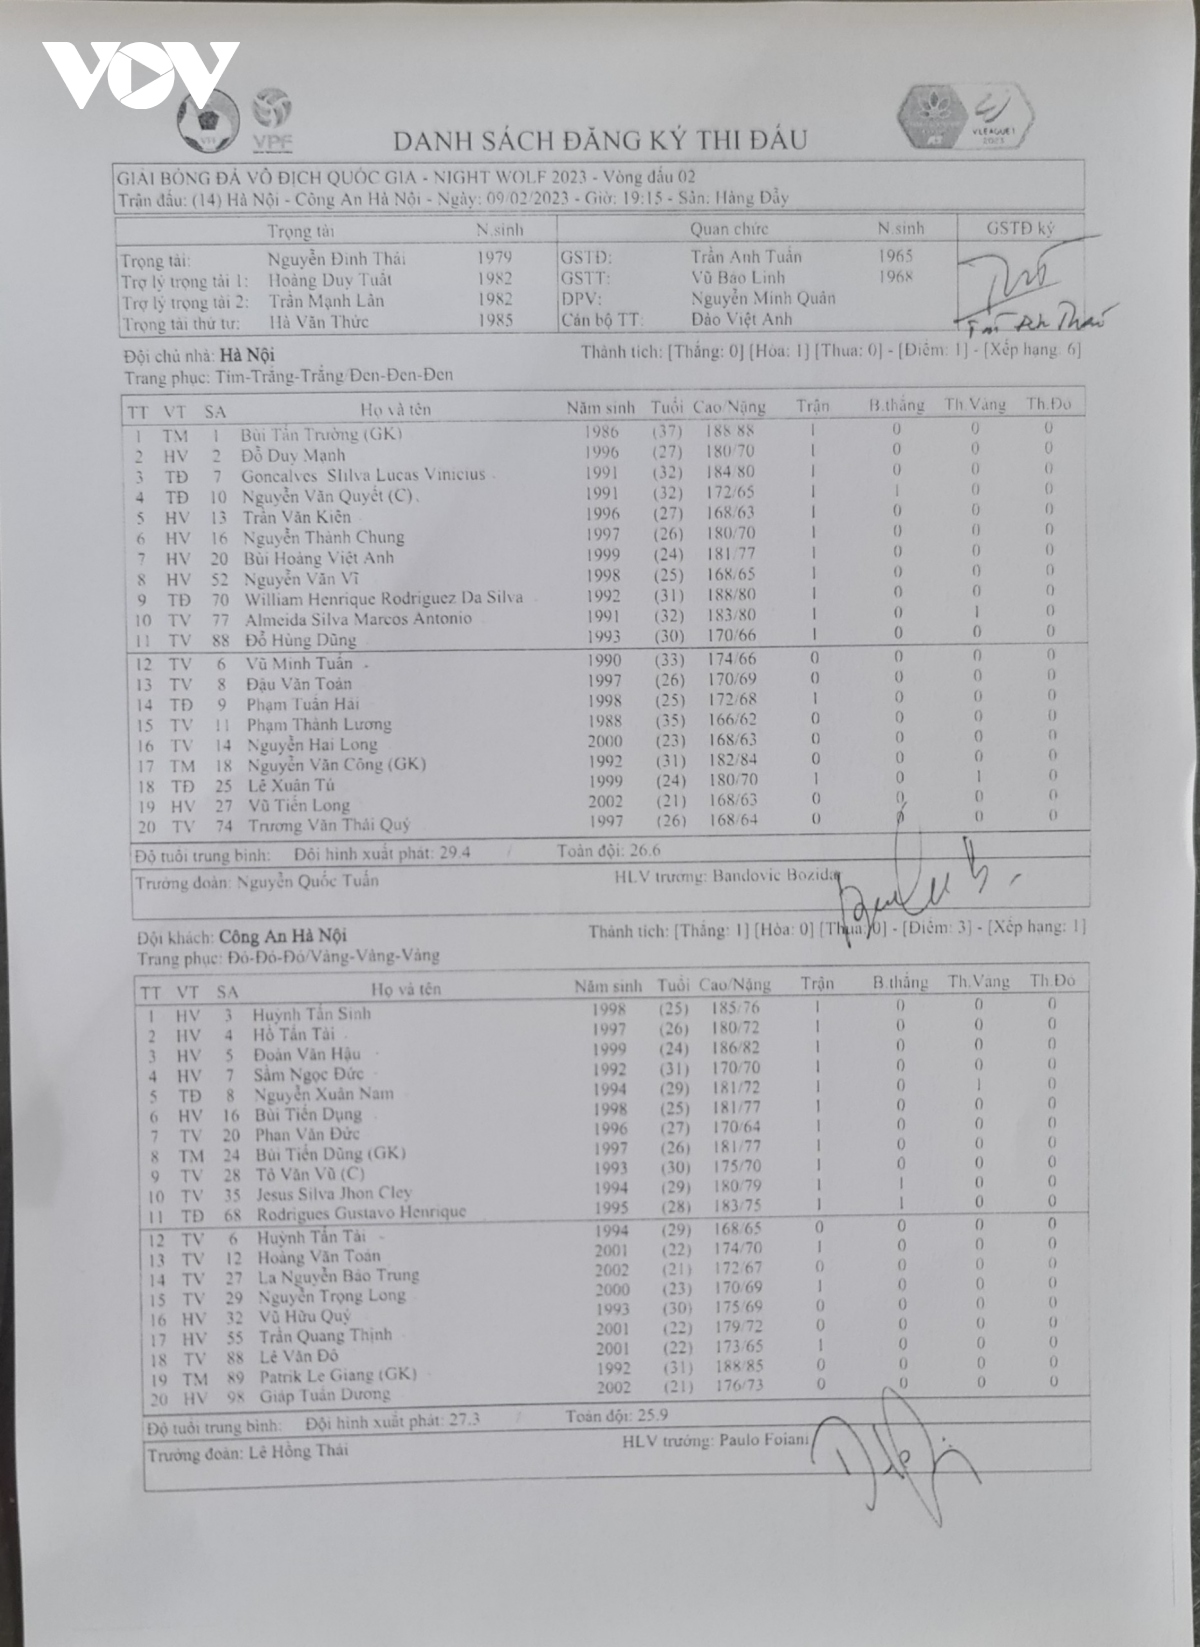 VOV
VPF
VLEAGUE 1
2023
DANH SÁCH ĐĂNG KÝ THI ĐẤU
GIẢI BÓNG ĐÁ VÔ ĐỊCH QUỐC GIA - NIGHT WOLF 2023 - Vòng đấu 02
Trận đấu: (14) Hà Nội - Công An Hà Nội - Ngày: 09/02/2023 - Giờ: 19:15 - Sân: Hàng Đẫy
Trọng tài N.sinh Quan chức N.sinh GSTĐ ký
Trọng tài: Nguyễn Đình Thái 1979 GSTĐ: Trần Anh Tuấn 1965
Trợ lý trọng tài 1: Hoàng Duy Tuất 1982 GSTT: Vũ Bảo Linh 1968
Trợ lý trọng tài 2: Trần Mạnh Lân 1982 DPV: Nguyễn Minh Quân
Trọng tài thứ tư: Hà Văn Thức 1985 Cán bộ TT: Đào Việt Anh
Đội chủ nhà: Hà Nội Thành tích: [Thắng: 0] [Hòa: 1] [Thua: 0] - [Điểm: 1] - [Xếp hạng: 6]
Trang phục: Tím-Trắng-Trắng/Đen-Đen-Đen
TT VT SA Họ và tên Năm sinh Tuổi Cao/Nặng Trận B.thắng Th.Vàng Th.Đỏ
1 TM 1 Bùi Tấn Trường (GK) 1986 (37) 188/88 1 0 0 0
2 HV 2 Đỗ Duy Mạnh 1996 (27) 180/70 1 0 0 0
3 TĐ 7 Goncalves SIilva Lucas Vinicius 1991 (32) 184/80 1 0 0 0
4 TĐ 10 Nguyễn Văn Quyết (C) 1991 (32) 172/65 1 1 0 0
5 HV 13 Trần Văn Kiên 1996 (27) 168/63 1 0 0 0
6 HV 16 Nguyễn Thành Chung 1997 (26) 180/70 1 0 0 0
7 HV 20 Bùi Hoàng Việt Anh 1999 (24) 181/77 1 0 0 0
8 HV 52 Nguyễn Văn Vĩ 1998 (25) 168/65 1 0 0 0
9 TĐ 70 William Henrique Rodriguez Da Silva 1992 (31) 188/80 1 0 0 0
10 TV 77 Almeida Silva Marcos Antonio 1991 (32) 183/80 1 0 1 0
11 TV 88 Đỗ Hùng Dũng 1993 (30) 170/66 1 0 0 0
12 TV 6 Vũ Minh Tuấn 1990 (33) 174/66 0 0 0 0
13 TV 8 Đậu Văn Toàn 1997 (26) 170/69 0 0 0 0
14 TĐ 9 Phạm Tuấn Hải 1998 (25) 172/68 1 0 0 0
15 TV 11 Phạm Thành Lương 1988 (35) 166/62 0 0 0 0
16 TV 14 Nguyễn Hai Long 2000 (23) 168/63 0 0 0 0
17 TM 18 Nguyễn Văn Công (GK) 1992 (31) 182/84 0 0 0 0
18 TĐ 25 Lê Xuân Tú 1999 (24) 180/70 1 0 1 0
19 HV 27 Vũ Tiến Long 2002 (21) 168/63 0 0 0 0
20 TV 74 Trương Văn Thái Quý 1997 (26) 168/64 0 0 0 0
Độ tuổi trung bình: Đội hình xuất phát: 29.4 / Toàn đội: 26.6
Trưởng đoàn: Nguyễn Quốc Tuấn HLV trưởng: Bandovic Bozidar
Đội khách: Công An Hà Nội Thành tích: [Thắng: 1] [Hòa: 0] [Thua: 0] - [Điểm: 3] - [Xếp hạng: 1]
Trang phục: Đỏ-Đỏ-Đỏ/Vàng-Vàng-Vàng
TT VT SA Họ và tên Năm sinh Tuổi Cao/Nặng Trận B.thắng Th.Vàng Th.Đỏ
1 HV 3 Huỳnh Tấn Sinh 1998 (25) 185/76 1 0 0 0
2 HV 4 Hồ Tấn Tài 1997 (26) 180/72 1 0 0 0
3 HV 5 Đoàn Văn Hậu 1999 (24) 186/82 1 0 0 0
4 HV 7 Sầm Ngọc Đức 1992 (31) 170/70 1 0 0 0
5 TĐ 8 Nguyễn Xuân Nam 1994 (29) 181/72 1 0 1 0
6 HV 16 Bùi Tiến Dụng 1998 (25) 181/77 1 0 0 0
7 TV 20 Phan Văn Đức 1996 (27) 170/64 1 0 0 0
8 TM 24 Bùi Tiến Dũng (GK) 1997 (26) 181/77 1 0 0 0
9 TV 28 Tô Văn Vũ (C) 1993 (30) 175/70 1 0 0 0
10 TV 35 Jesus Silva Jhon Cley 1994 (29) 180/79 1 1 0 0
11 TĐ 68 Rodrigues Gustavo Henrique 1995 (28) 183/75 1 1 0 0
12 TV 6 Huỳnh Tấn Tài 1994 (29) 168/65 0 0 0 0
13 TV 12 Hoàng Văn Toản 2001 (22) 174/70 1 0 0 0
14 TV 27 La Nguyễn Bảo Trung 2002 (21) 172/67 0 0 0 0
15 TV 29 Nguyễn Trọng Long 2000 (23) 170/69 1 0 0 0
16 HV 32 Vũ Hữu Quý 1993 (30) 175/69 0 0 0 0
17 HV 55 Trần Quang Thịnh 2001 (22) 179/72 0 0 0 0
18 TV 88 Lê Văn Đô 2001 (22) 173/65 1 0 0 0
19 TM 89 Patrik Le Giang (GK) 1992 (31) 188/85 0 0 0 0
20 HV 98 Giáp Tuấn Dương 2002 (21) 176/73 0 0 0 0
Độ tuổi trung bình: Đội hình xuất phát: 27.3 / Toàn đội: 25.9
Trưởng đoàn: Lê Hồng Thái HLV trưởng: Paulo Foiani